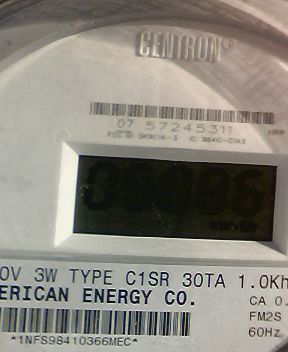 CENTRON®
07 57245311
0V 3W TYPE C1SR 30TA 1.0Kh
ERICAN ENERGY CO.
CA 0.
FM2S
60Hz
*1NFS98410366MEC*